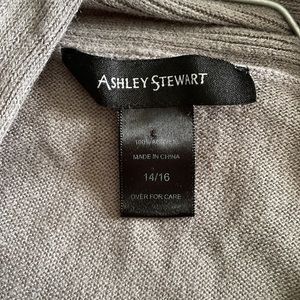 ASHLEY STEWART
MADE IN CHINA
14/16
OVER FOR CARE